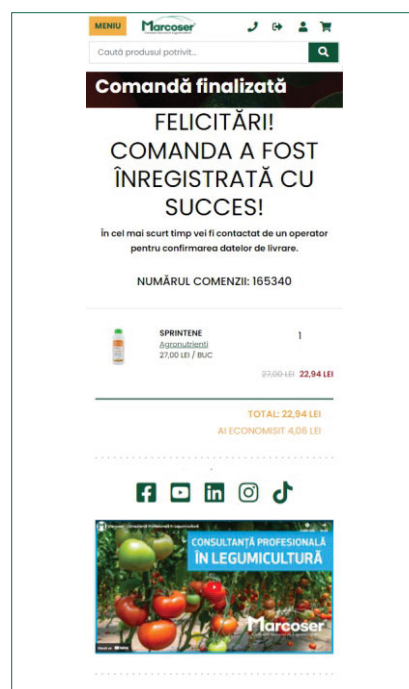 MENIU
Marcoser
Caută produsul potrivit...
Comandă finalizată
FELICITĂRI!
COMANDA A FOST
ÎNREGISTRATĂ CU
SUCCES!
În cel mai scurt timp vei fi contactat de un operator
pentru confirmarea datelor de livrare.
NUMĂRUL COMENZII: 165340
SPRINTENE
1
Agronutrienti
27,00 LEI / BUC
27,00 LEI 22,94 LEI
TOTAL: 22,94 LEI
AI ECONOMISIT 4,06 LEI
CONSULTANȚĂ PROFESIONALĂ
ÎN LEGUMICULTURĂ
Marcoser